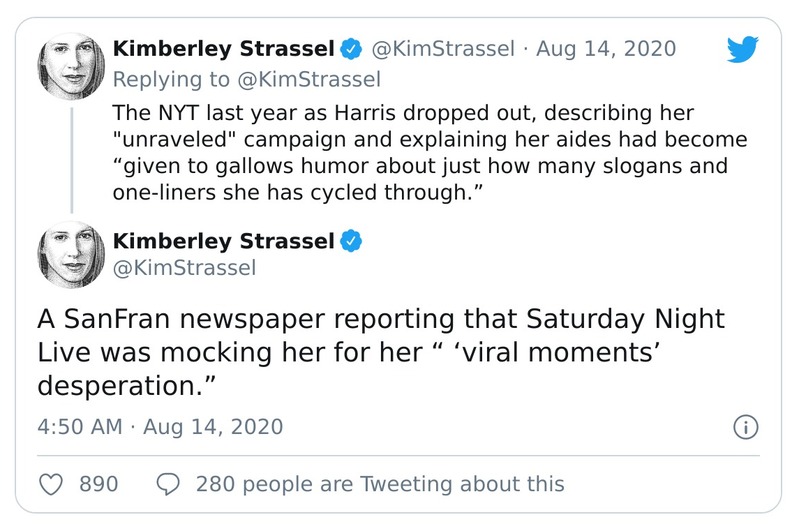 Kimberley Strassel @KimStrassel · Aug 14, 2020
Replying to @KimStrassel
The NYT last year as Harris dropped out, describing her
"unraveled" campaign and explaining her aides had become
“given to gallows humor about just how many slogans and
one-liners she has cycled through.”
Kimberley Strassel
@KimStrassel
A SanFran newspaper reporting that Saturday Night
Live was mocking her for her “ ‘viral moments’
desperation.”
4:50 AM · Aug 14, 2020
890 280 people are Tweeting about this